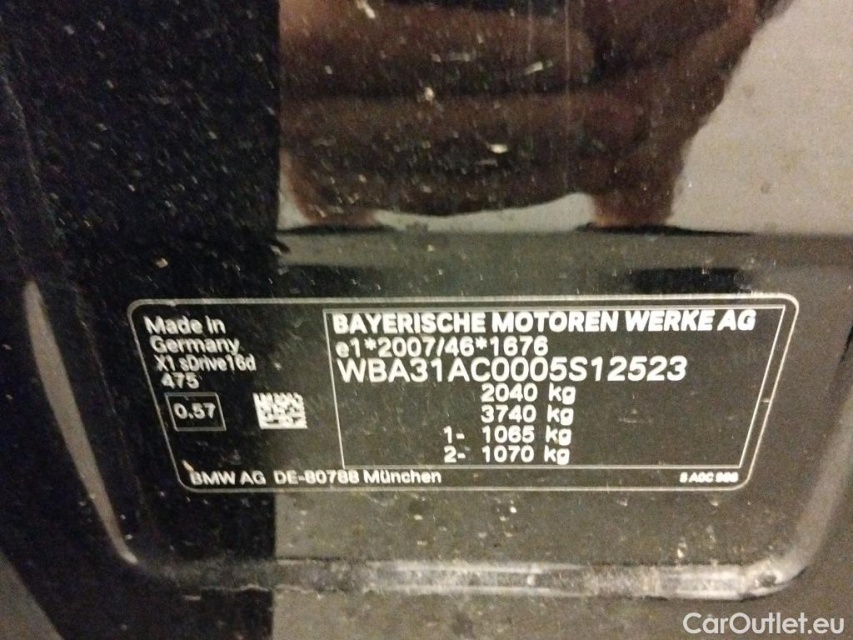 Made in
Germany
X1 sDrive16d
475
0.57
BAYERISCHE MOTOREN WERKE AG
e1*2007/46*1676
WBA31AC0005S12523
2040 kg
3740 kg
1- 1065 kg
2- 1070 kg
BMW AG DE-80788 München
CarOutlet.eu